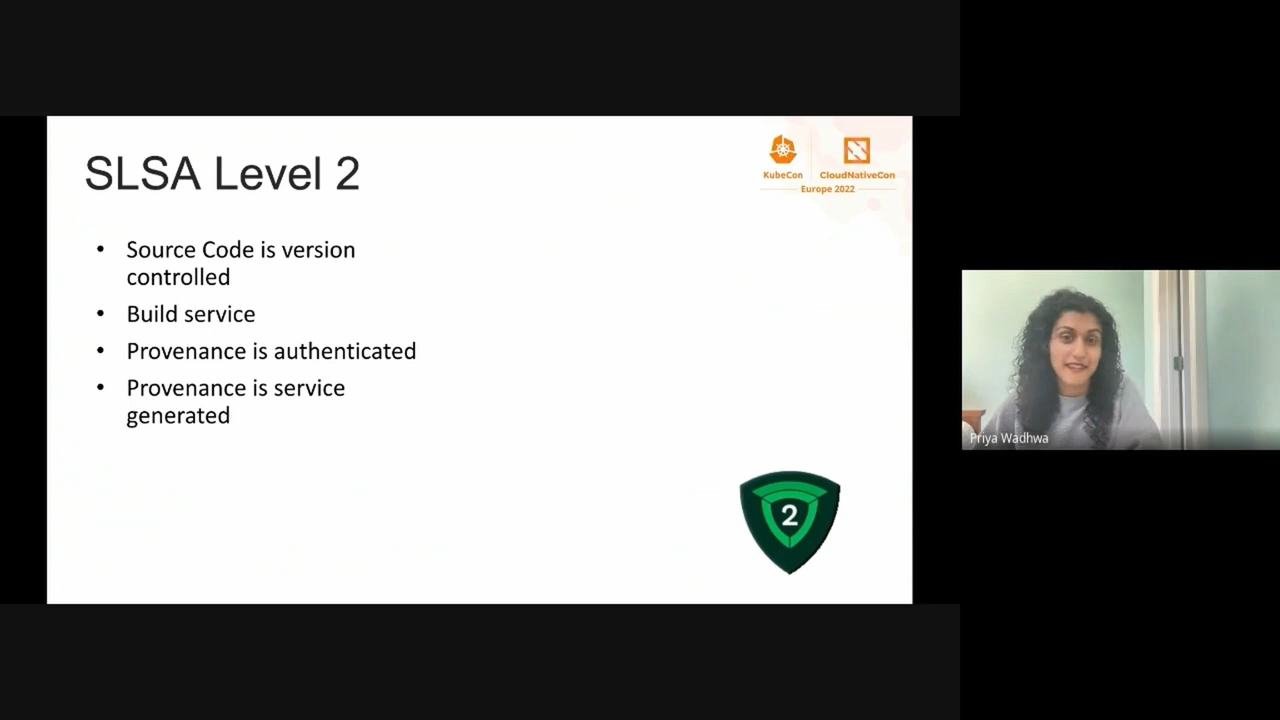 SLSA Level 2
KubeCon
CloudNativeCon
Europe 2022
• Source Code is version
controlled
• Build service
• Provenance is authenticated
• Provenance is service
generated
2
Priya Wadhwa